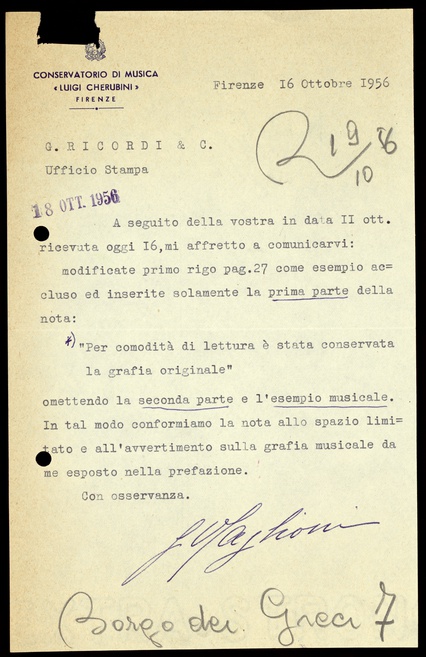 CONSERVATORIO DI MUSICA
«LUIGI CHERUBINI»
FIRENZE
Firenze 16 Ottobre 1956
G. RICORDI & C.
Ufficio Stampa
R 19/10 56
18 OTT. 1956
A seguito della vostra in data II ott.
ricevuta oggi I6,mi affretto a comunicarvi:
modificate primo rigo pag.27 come esempio ac=
cluso ed inserite solamente la prima parte della
nota:
*) "Per comodità di lettura è stata conservata
la grafia originale"
omettendo la seconda parte e l'esempio musicale.
In tal modo conformiamo la nota allo spazio limi=
tato e all'avvertimento sulla grafia musicale da
me esposto nella prefazione.
Con osservanza.
Borgo dei Greci 7